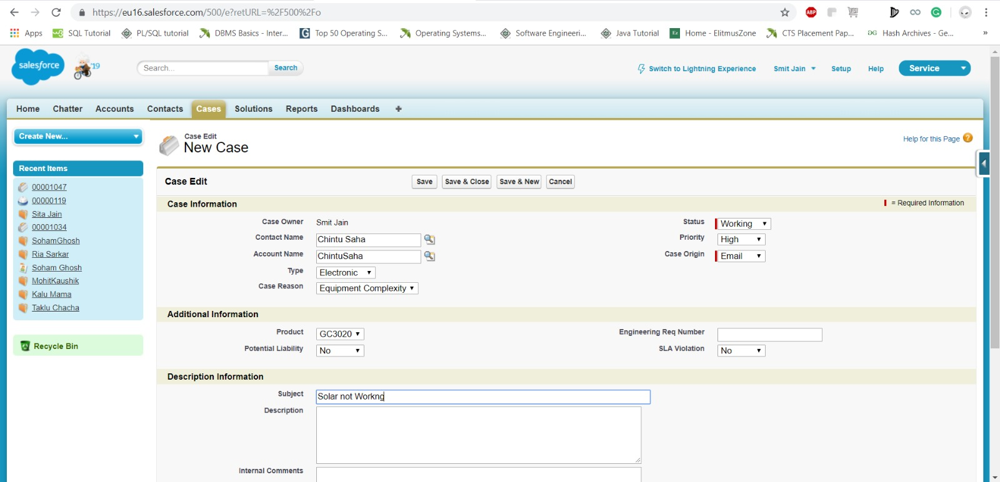 https://eu16.salesforce.com/500/e?retURL=%2F500%2Fo
ABP
Apps SQL Tutorial PL/SQL tutorial DBMS Basics - Inter... Top 50 Operating S... Operating Systems... Software Engineeri... Java Tutorial Home - ElitmusZone CTS Placement Pap... Hash Archives - Ge... »
salesforce '19 Search... Search Switch to Lightning Experience Smit Jain Setup Help Service
Home Chatter Accounts Contacts Cases Solutions Reports Dashboards +
Create New...
Case Edit
New Case
Help for this Page ?
Recent Items
00001047
00000119
Sita Jain
00001034
SohamGhosh
Ria Sarkar
Soham Ghosh
MohitKaushik
Kalu Mama
Taklu Chacha
Recycle Bin
Case Edit Save Save & Close Save & New Cancel
Case Information = Required Information
Case Owner Smit Jain Status Working
Contact Name Chintu Saha Priority High
Account Name ChintuSaha Case Origin Email
Type Electronic
Case Reason Equipment Complexity
Additional Information
Product GC3020 Engineering Req Number
Potential Liability No SLA Violation No
Description Information
Subject Solar not Workng
Description
Internal Comments